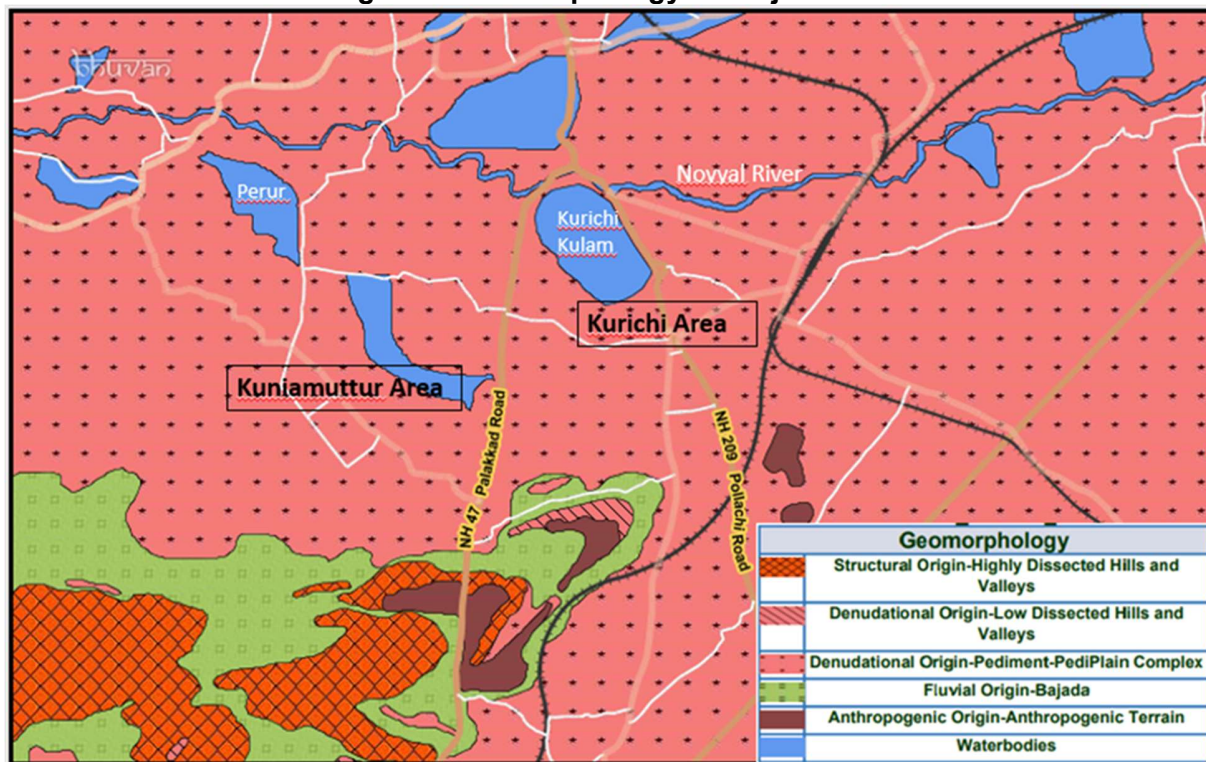 bhuvan
Perur
Noyyal River
Kurichi
Kulam
Kurichi Area
Kuniamuttur Area
NH 47 Palakkad Road
NH 209 Pollachi Road
Geomorphology
Structural Origin-Highly Dissected Hills and
Valleys
Denudational Origin-Low Dissected Hills and
Valleys
Denudational Origin-Pediment-PediPlain Complex
Fluvial Origin-Bajada
Anthropogenic Origin-Anthropogenic Terrain
Waterbodies